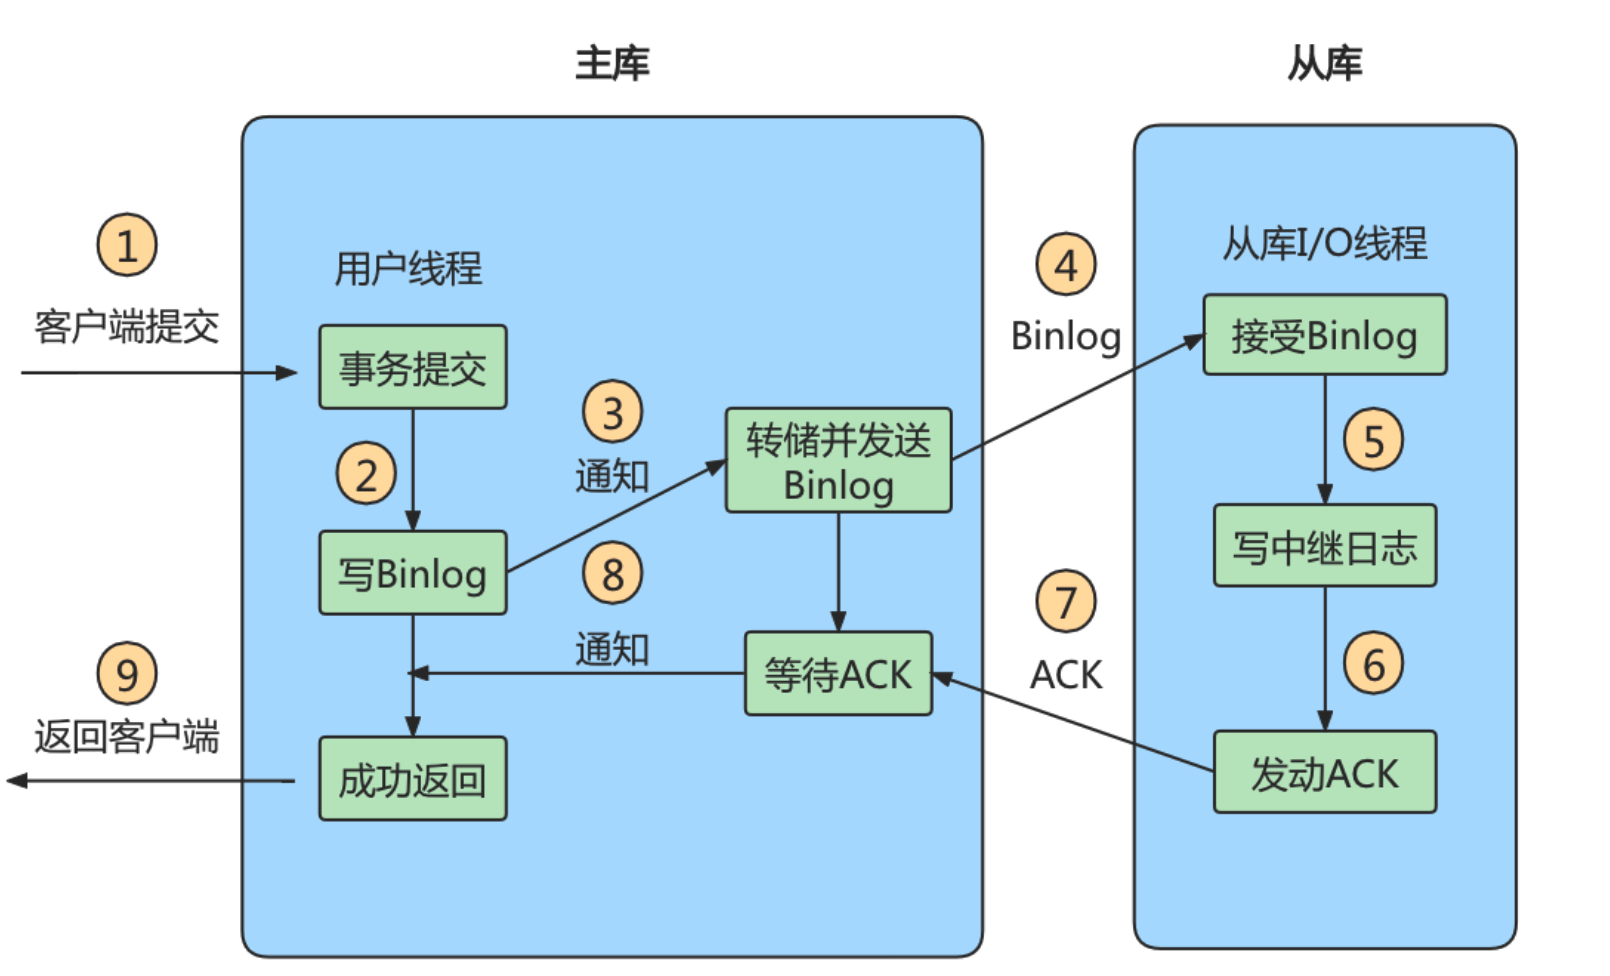 主库
从库
1
客户端提交
用户线程
事务提交
2
写Binlog
3
通知
转储并发送
Binlog
4
Binlog
从库I/O线程
接受Binlog
5
写中继日志
6
发动ACK
7
ACK
等待ACK
8
通知
成功返回
9
返回客户端